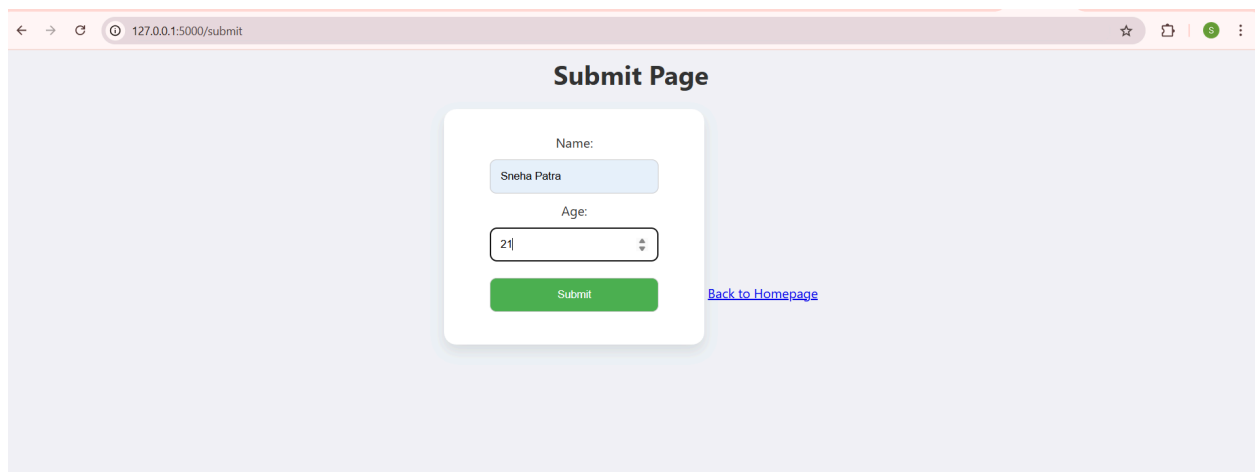 127.0.0.1:5000/submit
S
Submit Page
Name:
Sneha Patra
Age:
21
Submit
Back to Homepage